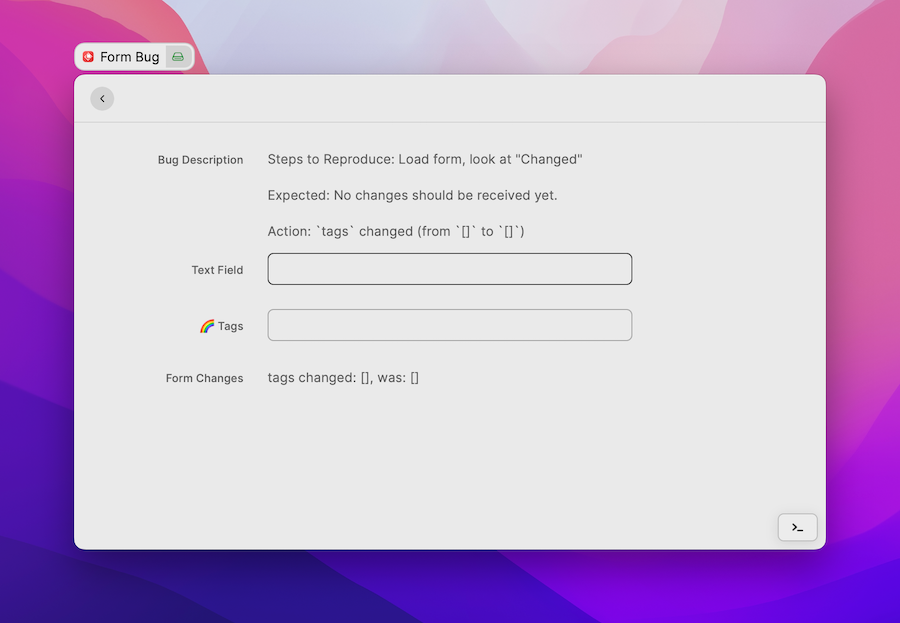 Form Bug
Bug Description
Steps to Reproduce: Load form, look at "Changed"
Expected: No changes should be received yet.
Action: `tags` changed (from `[]` to `[]`)
Text Field
🌈 Tags
Form Changes
tags changed: [], was: []
>_